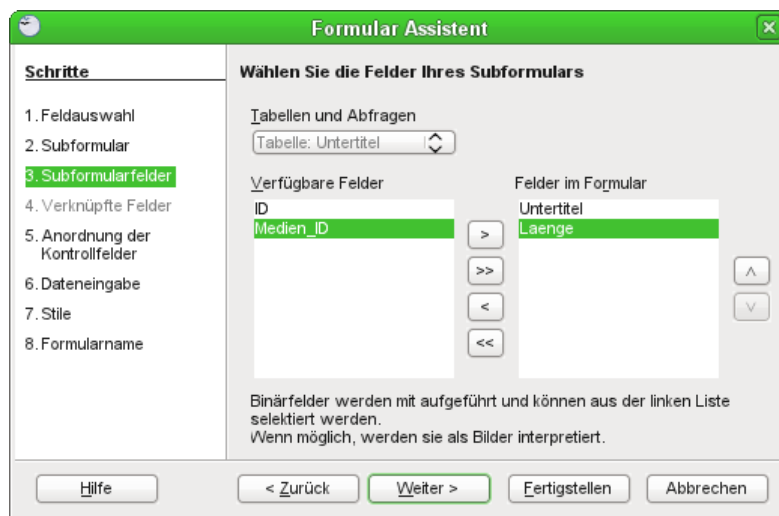 Formular Assistent
Schritte
1. Feldauswahl
2. Subformular
3. Subformularfelder
4. Verknüpfte Felder
5. Anordnung der
Kontrollfelder
6. Dateneingabe
7. Stile
8. Formularname
Wählen Sie die Felder Ihres Subformulars
Tabellen und Abfragen
Tabelle: Untertitel
Verfügbare Felder
ID
Medien_ID
>
>>
<
<<
Felder im Formular
Untertitel
Laenge
Binärfelder werden mit aufgeführt und können aus der linken Liste
selektiert werden.
Wenn möglich, werden sie als Bilder interpretiert.
Hilfe
< Zurück
Weiter >
Fertigstellen
Abbrechen